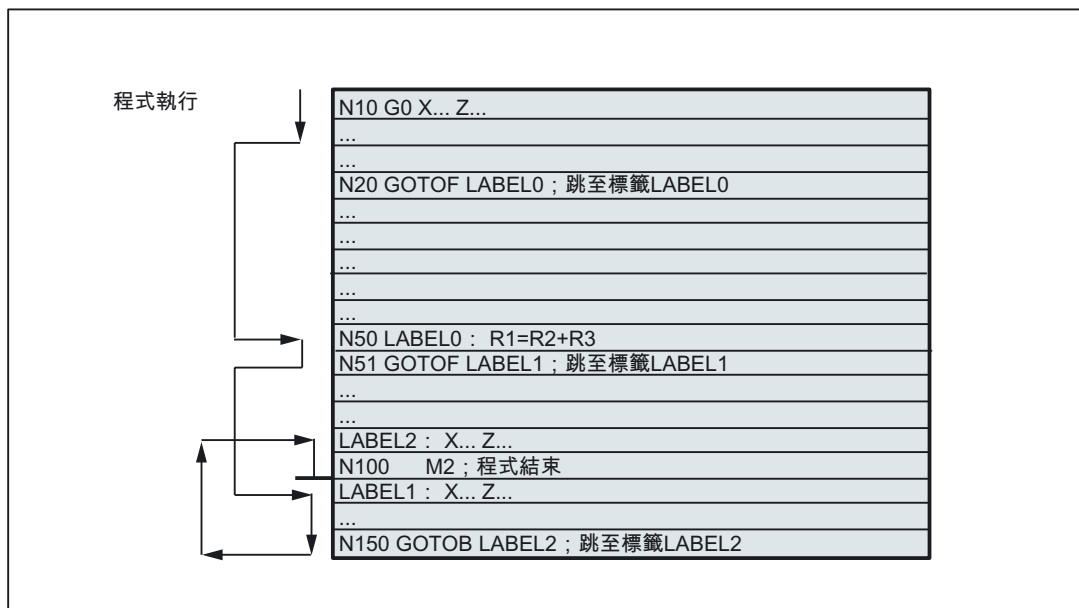 程式執行
N10 G0 X... Z...
...
...
N20 GOTOF LABEL0；跳至標籤LABEL0
...
...
...
...
...
N50 LABEL0： R1=R2+R3
N51 GOTOF LABEL1；跳至標籤LABEL1
...
...
LABEL2： X... Z...
N100 M2；程式結束
LABEL1： X... Z...
...
N150 GOTOB LABEL2；跳至標籤LABEL2